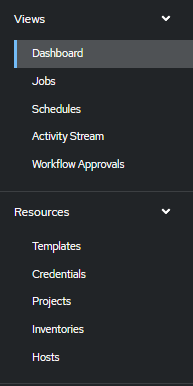 Views
Dashboard
Jobs
Schedules
Activity Stream
Workflow Approvals
Resources
Templates
Credentials
Projects
Inventories
Hosts